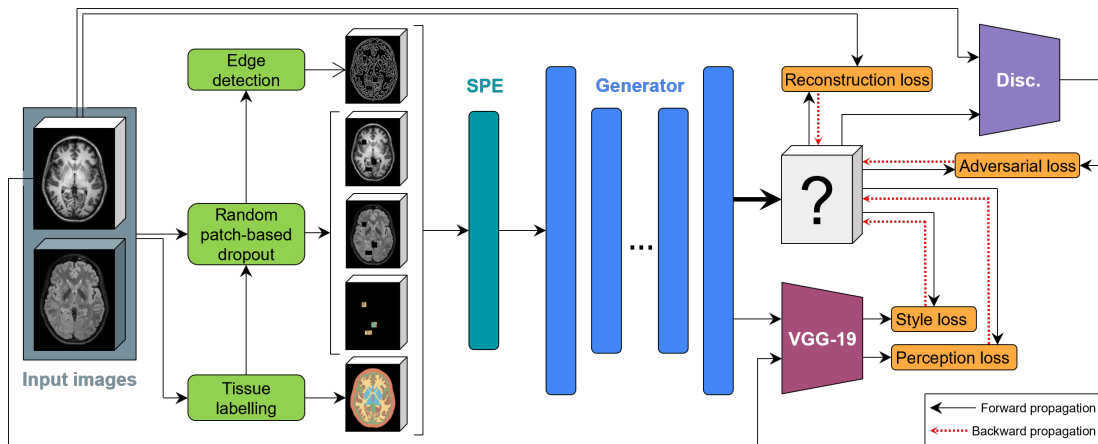 Edge
detection
SPE
Generator
Reconstruction loss
Disc.
Adversarial loss
Random
patch-based
dropout
?
...
Input images
Tissue
labelling
VGG-19
Style loss
Perception loss
Forward propagation
Backward propagation